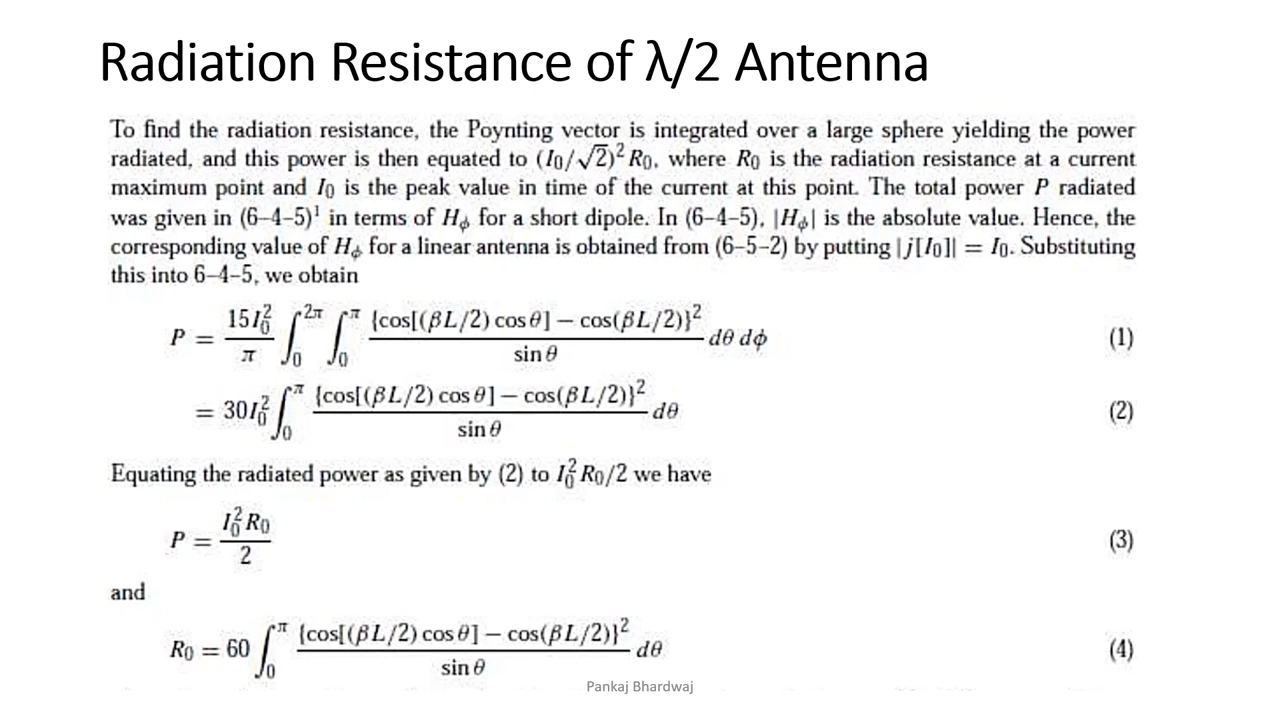 Radiation Resistance of λ/2 Antenna
To find the radiation resistance, the Poynting vector is integrated over a large sphere yielding the power
radiated, and this power is then equated to (I₀/√2)² R₀, where R₀ is the radiation resistance at a current
maximum point and I₀ is the peak value in time of the current at this point. The total power P radiated
was given in (6–4–5)¹ in terms of H_ϕ for a short dipole. In (6–4–5), |H_ϕ| is the absolute value. Hence, the
corresponding value of H_ϕ for a linear antenna is obtained from (6–5–2) by putting |j[I₀]| = I₀. Substituting
this into 6–4–5, we obtain
P = 15I₀²/π ∫₀^2π ∫₀^π {cos[(βL/2) cos θ] − cos(βL/2)}²/sin θ dθ dϕ (1)
= 30I₀² ∫₀^π {cos[(βL/2) cos θ] − cos(βL/2)}²/sin θ dθ (2)
Equating the radiated power as given by (2) to I₀² R₀/2 we have
P = I₀² R₀/2 (3)
and
R₀ = 60 ∫₀^π {cos[(βL/2) cos θ] − cos(βL/2)}²/sin θ dθ (4)
Pankaj Bhardwaj